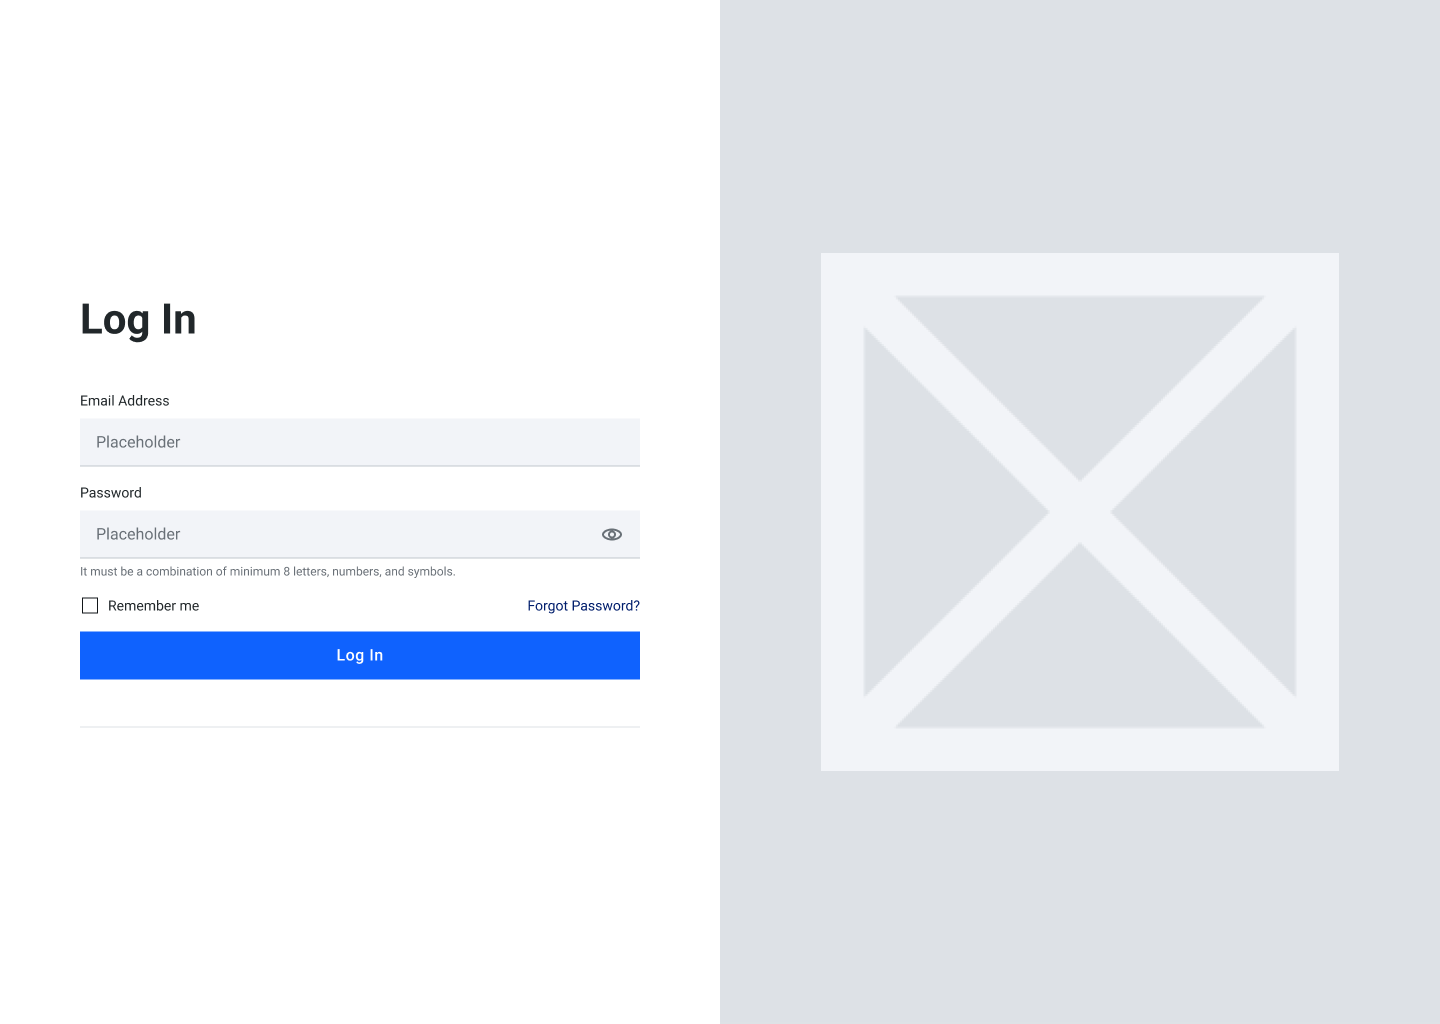 Log In
Email Address
Placeholder
Password
Placeholder
It must be a combination of minimum 8 letters, numbers, and symbols.
Remember me
Forgot Password?
Log In